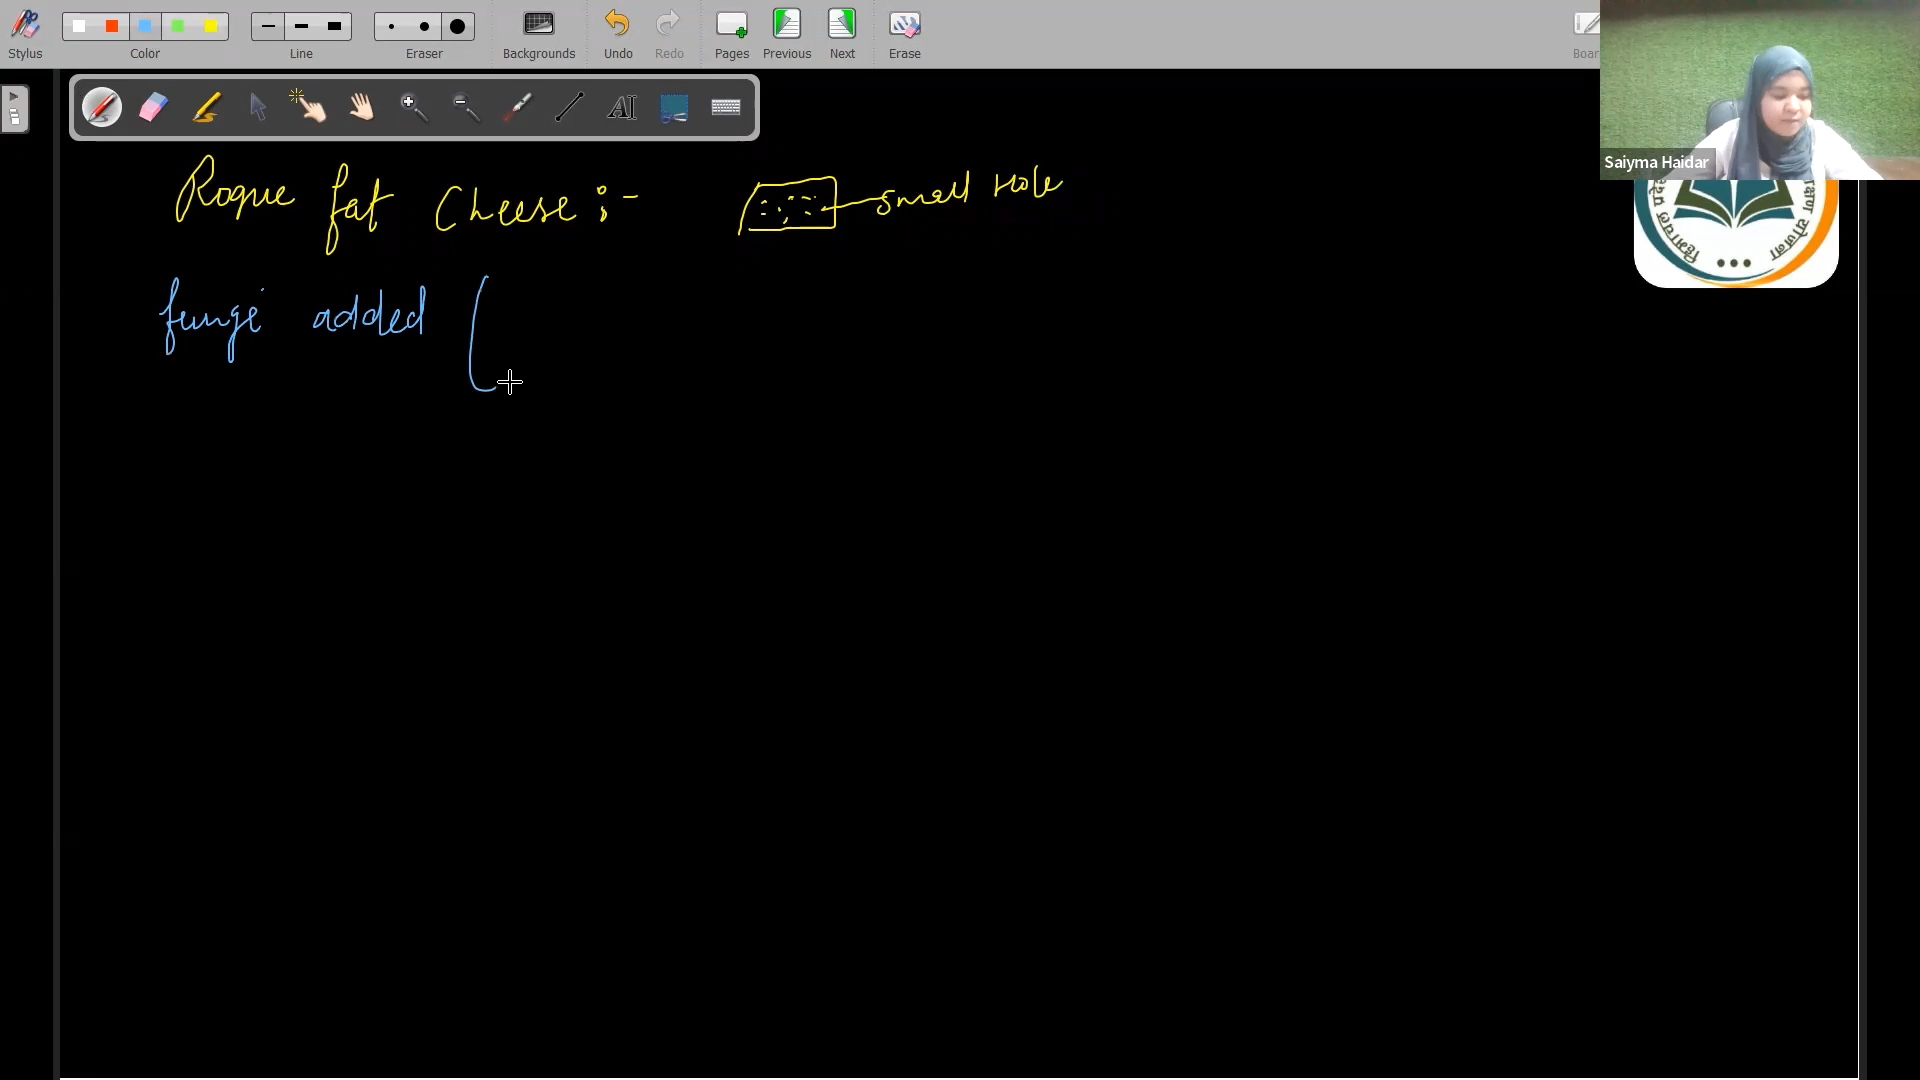 Stylus Color Line Eraser Backgrounds Undo Redo Pages Previous Next Erase
Saiyma Haidar
Roque fat Cheese :-
small Hole
fungi added (